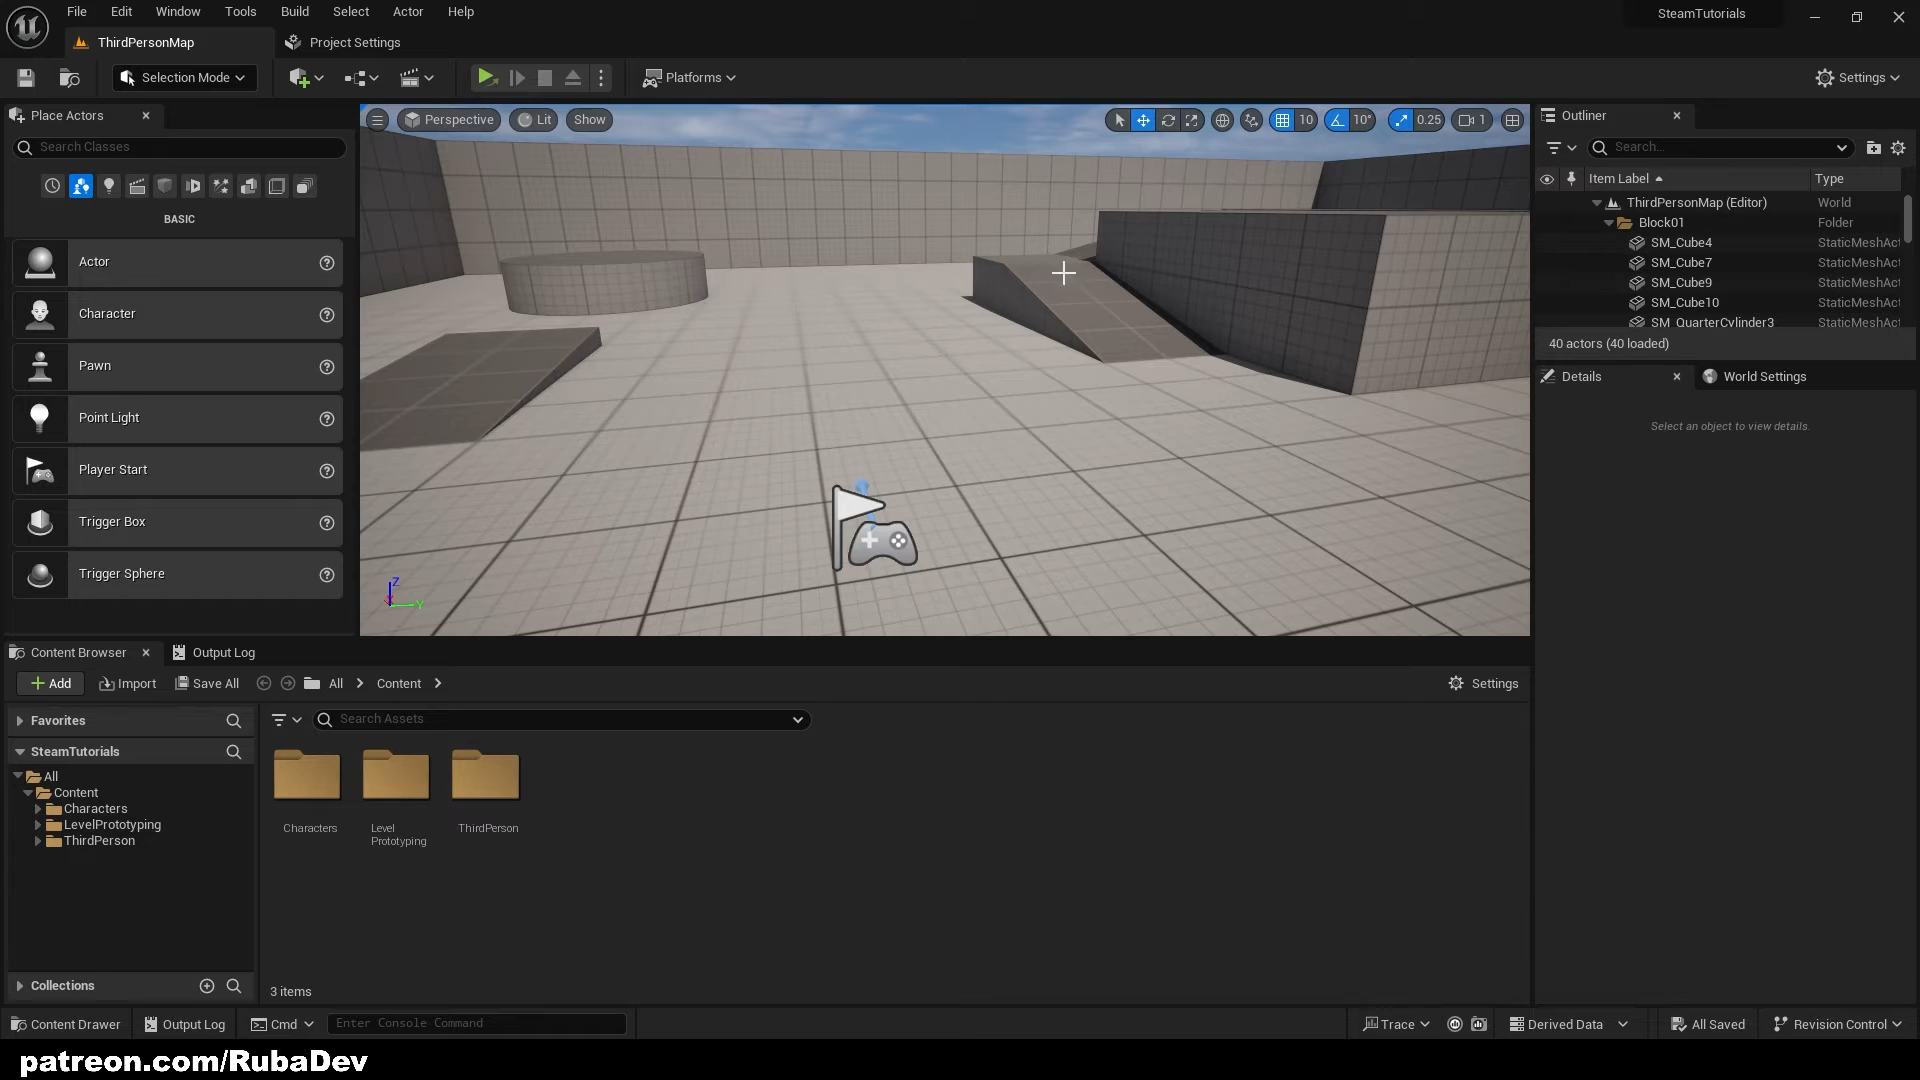 File Edit Window Tools Build Select Actor Help
SteamTutorials
ThirdPersonMap
Project Settings
Selection Mode
Platforms
Settings
Place Actors
Search Classes
BASIC
Actor
Character
Pawn
Point Light
Player Start
Trigger Box
Trigger Sphere
Perspective
Lit
Show
10
10°
0.25
1
Z
Y
Outliner
Search...
Item Label
Type
ThirdPersonMap (Editor) World
Block01 Folder
SM_Cube4 StaticMeshAct
SM_Cube7 StaticMeshAct
SM_Cube9 StaticMeshAct
SM_Cube10 StaticMeshAct
SM_QuarterCylinder3 StaticMeshAct
40 actors (40 loaded)
Details
World Settings
Select an object to view details.
Content Browser
Output Log
Add
Import
Save All
All
Content
Settings
Favorites
SteamTutorials
All
Content
Characters
LevelPrototyping
ThirdPerson
Collections
Search Assets
Characters
Level
Prototyping
ThirdPerson
3 items
Content Drawer
Output Log
Cmd
Enter Console Command
Trace
Derived Data
All Saved
Revision Control
patreon.com/RubaDev